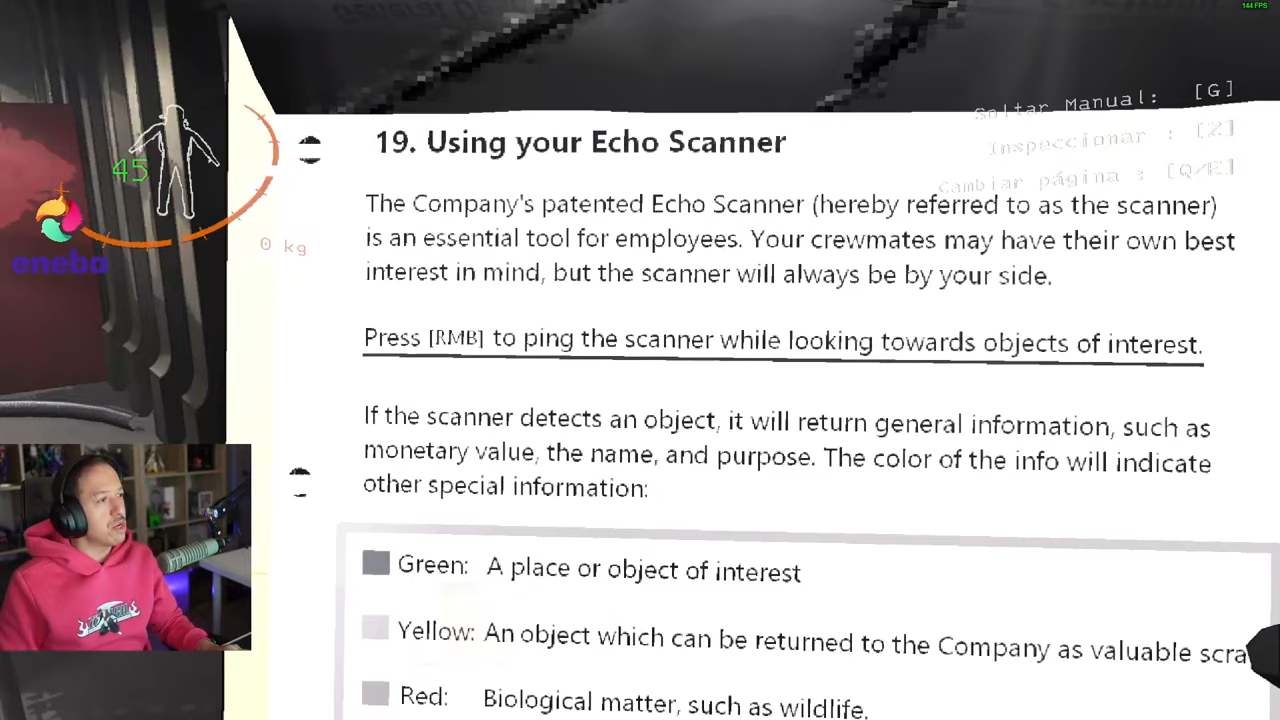 144 FPS
Soltar Manual: [G]
Inspeccionar : [Z]
Cambiar página : [Q/E]
45
0 kg
eneba
19. Using your Echo Scanner
The Company's patented Echo Scanner (hereby referred to as the scanner)
is an essential tool for employees. Your crewmates may have their own best
interest in mind, but the scanner will always be by your side.
Press [RMB] to ping the scanner while looking towards objects of interest.
If the scanner detects an object, it will return general information, such as
monetary value, the name, and purpose. The color of the info will indicate
other special information:
Green: A place or object of interest
Yellow: An object which can be returned to the Company as valuable scra
Red: Biological matter, such as wildlife.